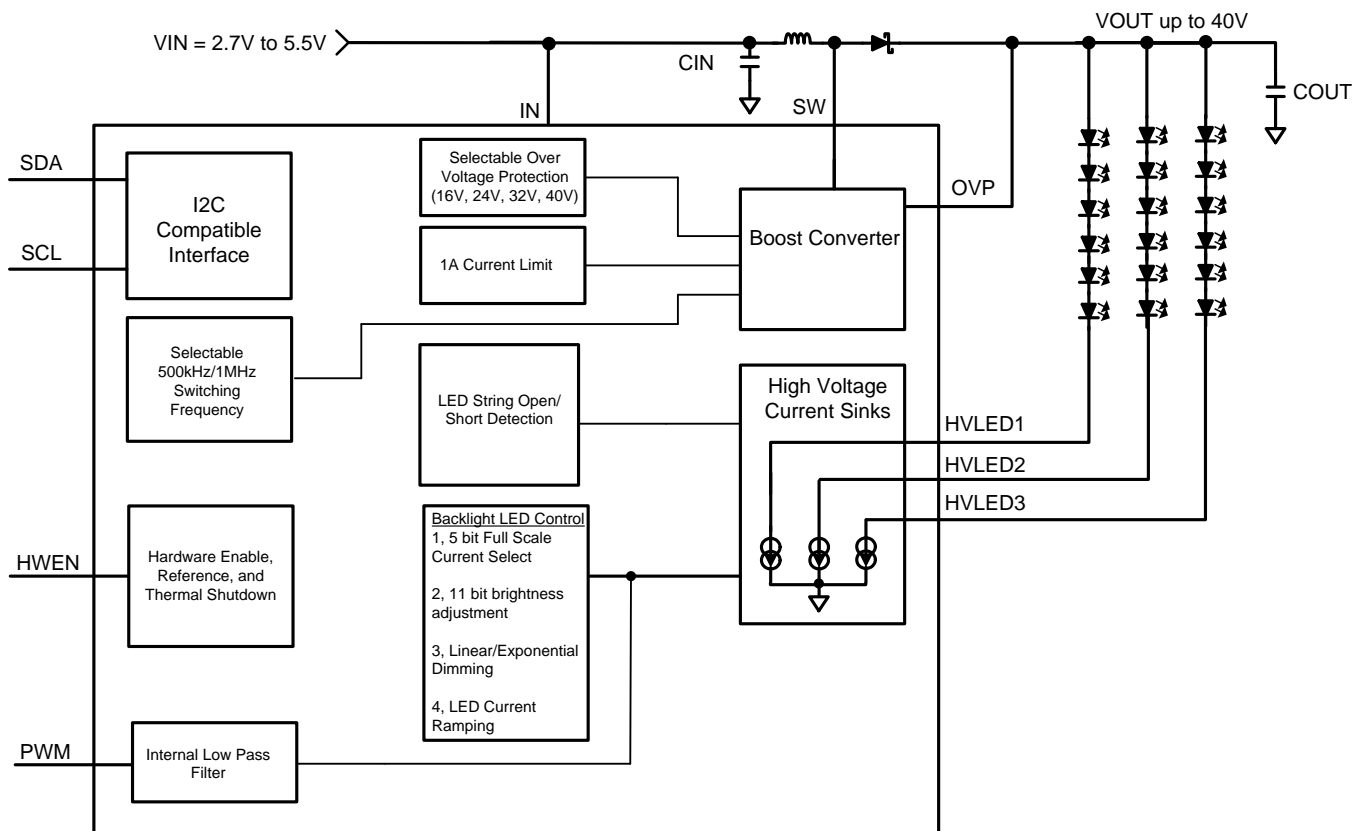 VIN = 2.7V to 5.5V
VOUT up to 40V
CIN
COUT
IN
SW
SDA
SCL
I2C
Compatible
Interface
Selectable Over
Voltage Protection
(16V, 24V, 32V, 40V)
OVP
Boost Converter
1A Current Limit
Selectable
500kHz/1MHz
Switching
Frequency
LED String Open/
Short Detection
High Voltage
Current Sinks
HVLED1
HVLED2
HVLED3
HWEN
Hardware Enable,
Reference, and
Thermal Shutdown
Backlight LED Control
1, 5 bit Full Scale
Current Select
2, 11 bit brightness
adjustment
3, Linear/Exponential
Dimming
4, LED Current
Ramping
PWM
Internal Low Pass
Filter